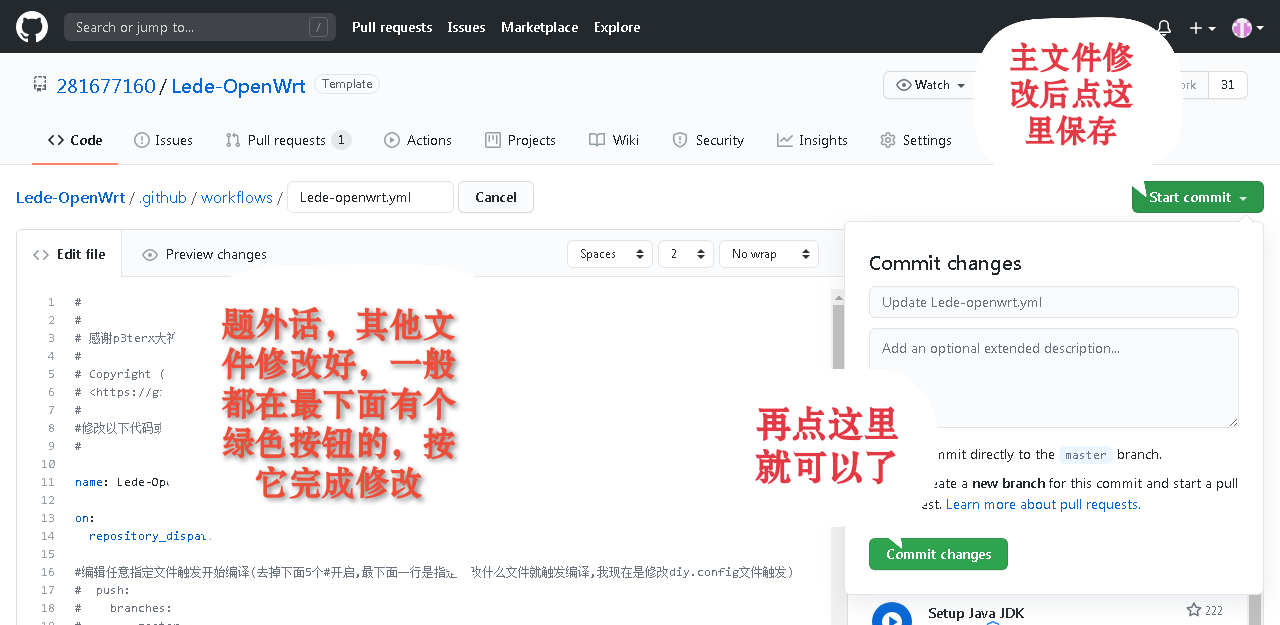 Search or jump to...
/
Pull requests
Issues
Marketplace
Explore
281677160 / Lede-OpenWrt
Template
Watch
31
主文件修
改后点这
里保存
Code
Issues
Pull requests 1
Actions
Projects
Wiki
Security
Insights
Settings
Lede-OpenWrt / .github / workflows /
Lede-openwrt.yml
Cancel
Start commit
Edit file
Preview changes
Spaces
2
No wrap
Commit changes
Update Lede-openwrt.yml
Add an optional extended description...
1 #
2 #
3 # 感谢p3terx大
4 #
5 # Copyright (
6 # <https://g
7 #
8 #修改以下代码
9 #
10
11 name: Lede-Op
12
13 on:
14 repository_dispa
15
16 #编辑任意指定文件触发开始编译(去掉下面5个#开启,最下面一行是指 改什么文件就触发编译,我现在是修改diy.config文件触发)
17 # push:
18 # branches:
题外话，其他文
件修改好，一般
都在最下面有个
绿色按钮的，按
它完成修改
再点这里
就可以了
mmit directly to the master branch.
eate a new branch for this commit and start a pull
est. Learn more about pull requests.
Commit changes
Setup Java JDK
222